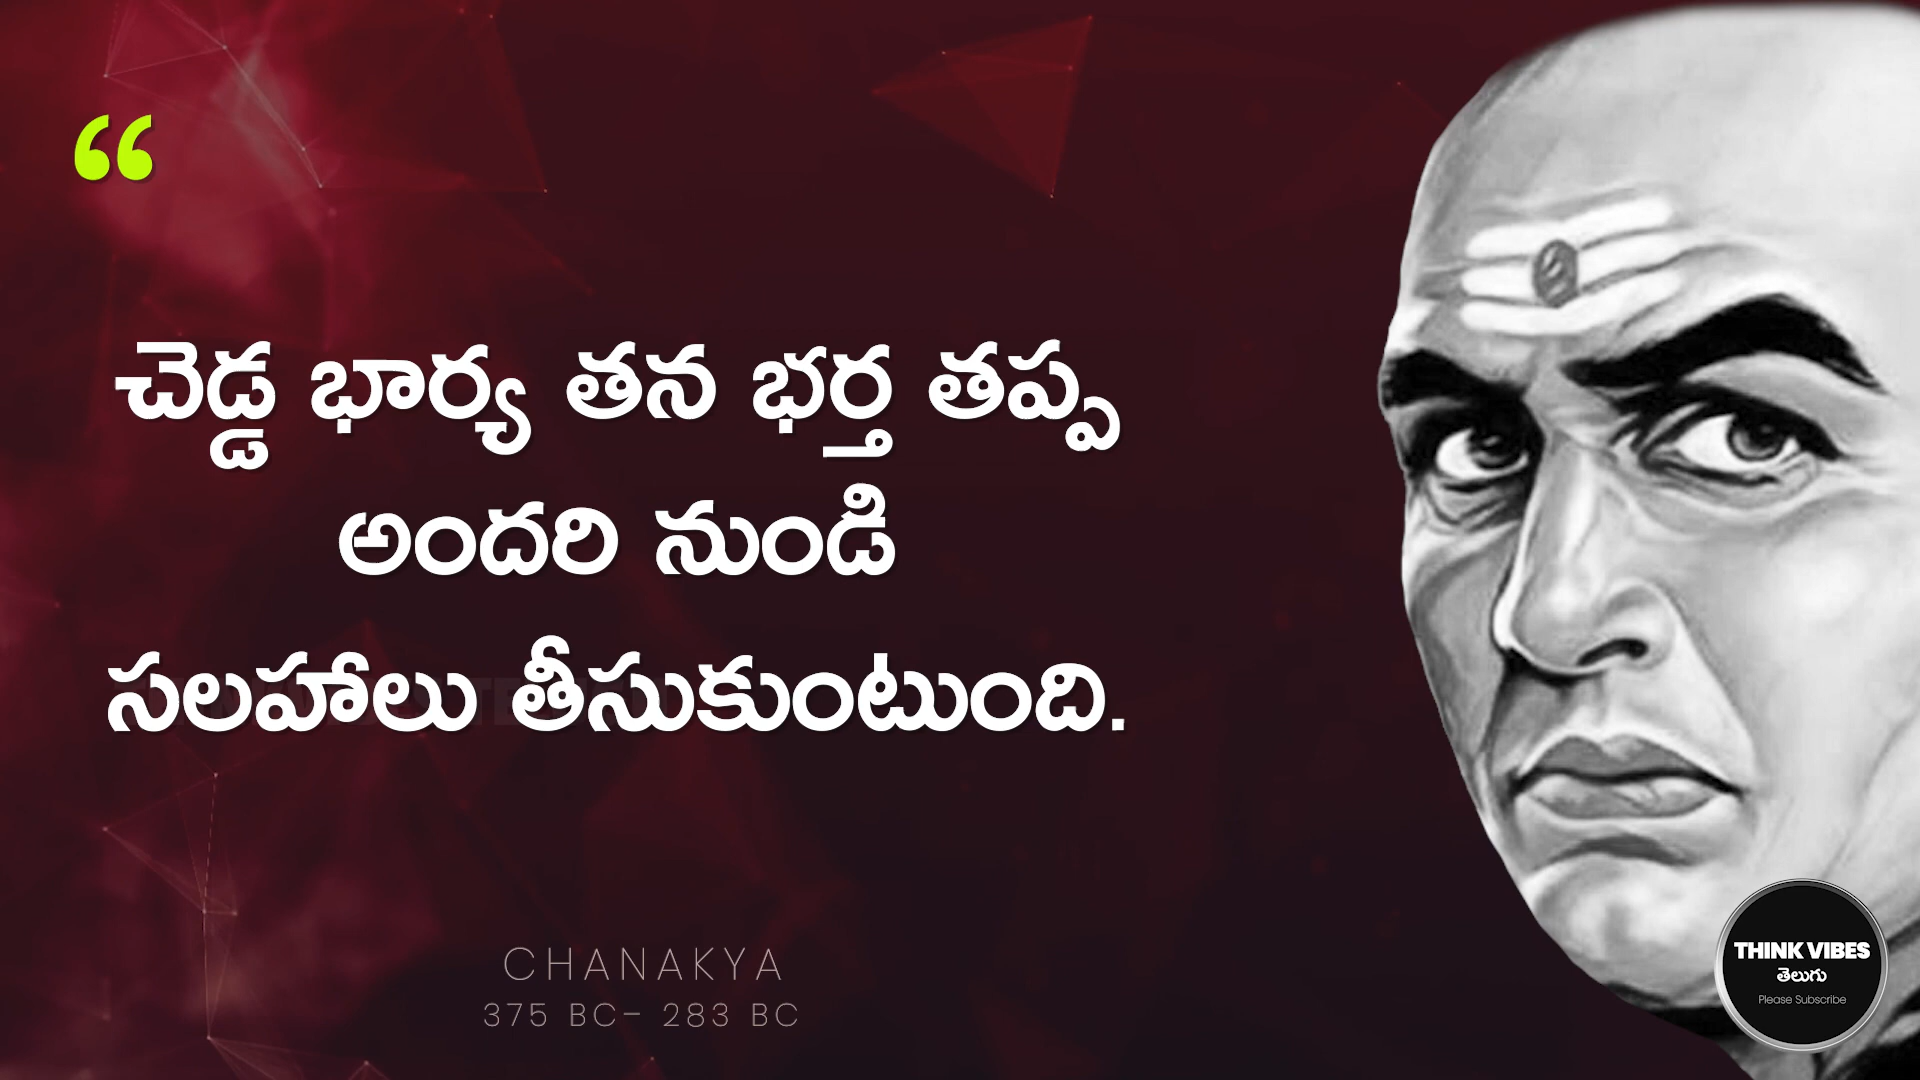 “
చెడ్డ భార్య తన భర్త తప్ప
అందరి నుండి
సలహాలు తీసుకుంటుంది.
CHANAKYA
375 BC– 283 BC
THINK VIBES
తెలుగు
Please Subscribe